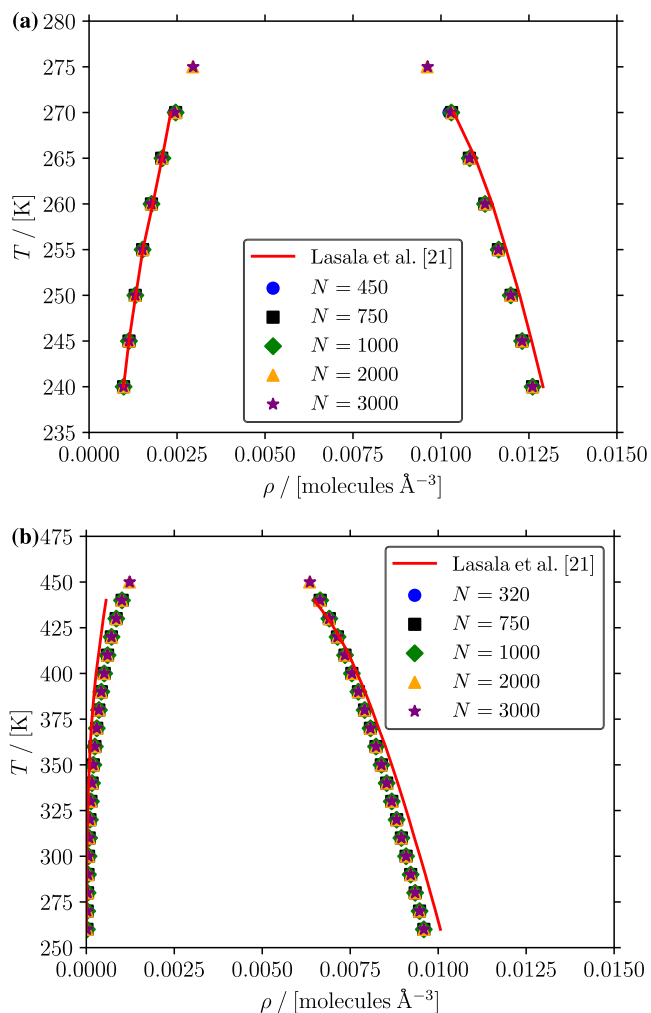 (a)
280
275
270
265
260
255
250
245
240
235
T / [K]
Lasala et al. [21]
N = 450
N = 750
N = 1000
N = 2000
N = 3000
0.0000 0.0025 0.0050 0.0075 0.0100 0.0125 0.0150
ρ / [molecules Å⁻³]
(b)
475
450
425
400
375
350
325
300
275
250
T / [K]
Lasala et al. [21]
N = 320
N = 750
N = 1000
N = 2000
N = 3000
0.0000 0.0025 0.0050 0.0075 0.0100 0.0125 0.0150
ρ / [molecules Å⁻³]